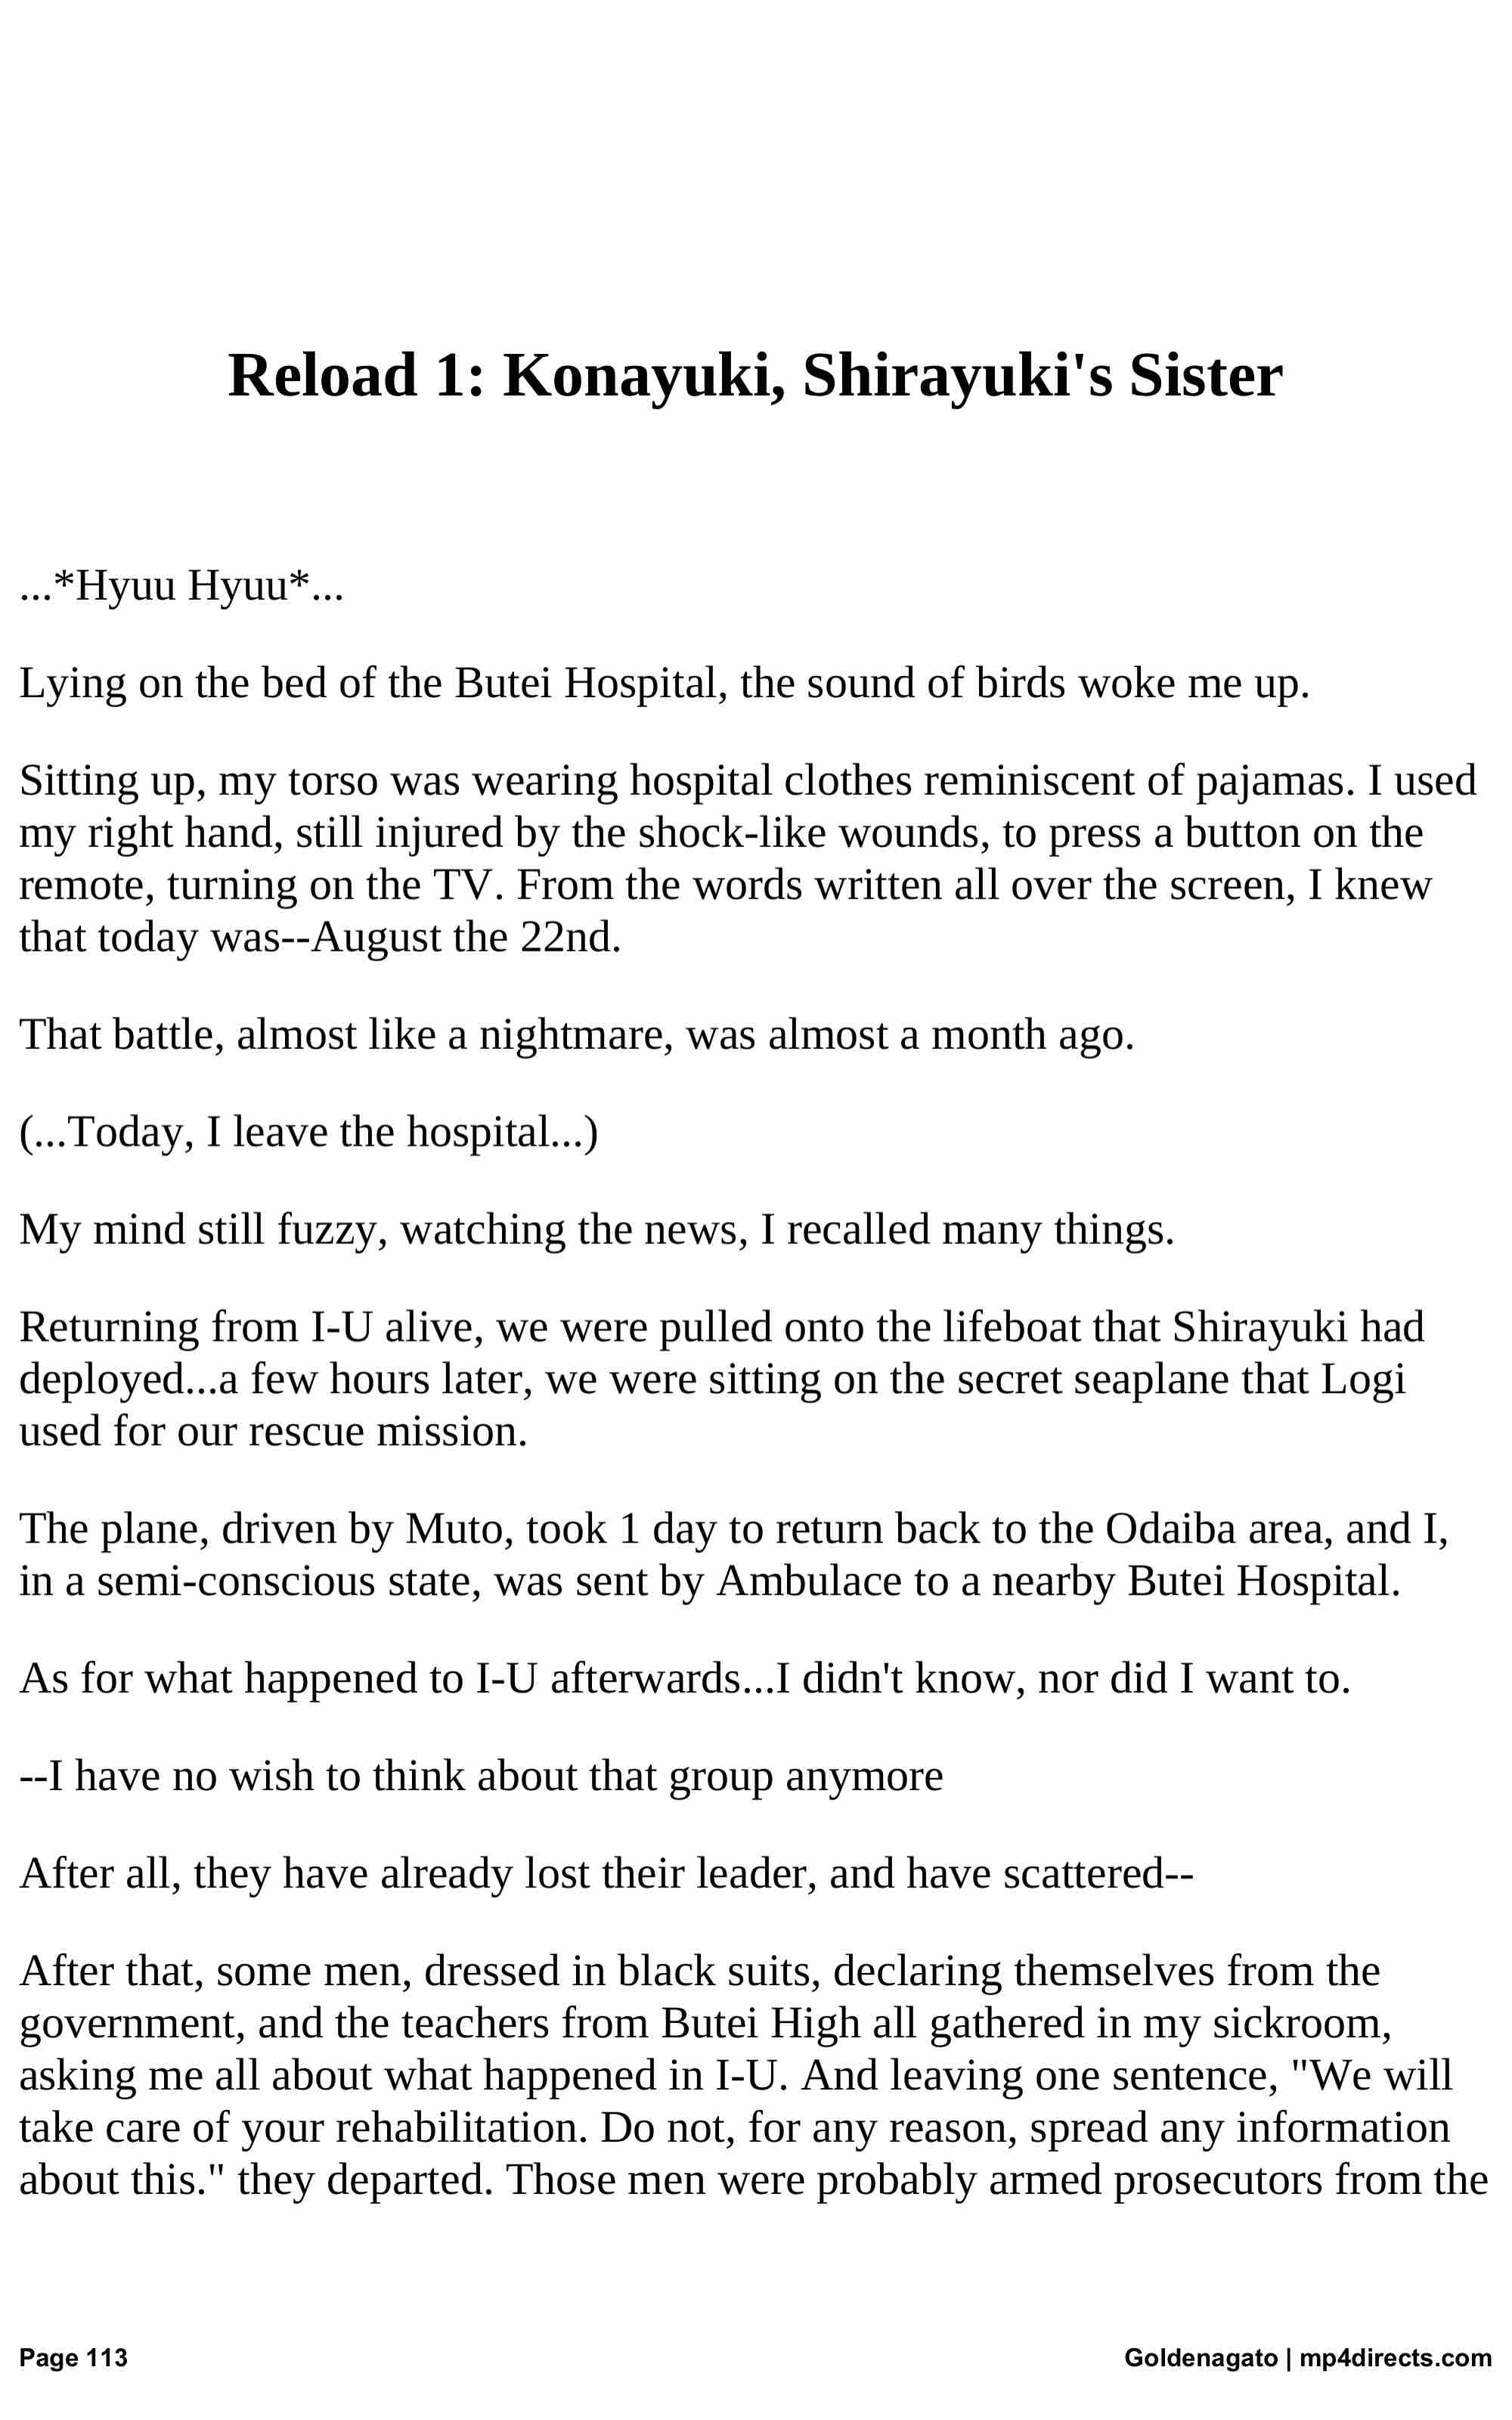 Reload 1: Konayuki, Shirayuki's Sister
...*Hyuu Hyuu*...
Lying on the bed of the Butei Hospital, the sound of birds woke me up.
Sitting up, my torso was wearing hospital clothes reminiscent of pajamas. I used
my right hand, still injured by the shock-like wounds, to press a button on the
remote, turning on the TV. From the words written all over the screen, I knew
that today was--August the 22nd.
That battle, almost like a nightmare, was almost a month ago.
(...Today, I leave the hospital...)
My mind still fuzzy, watching the news, I recalled many things.
Returning from I-U alive, we were pulled onto the lifeboat that Shirayuki had
deployed...a few hours later, we were sitting on the secret seaplane that Logi
used for our rescue mission.
The plane, driven by Muto, took 1 day to return back to the Odaiba area, and I,
in a semi-conscious state, was sent by Ambulace to a nearby Butei Hospital.
As for what happened to I-U afterwards...I didn't know, nor did I want to.
--I have no wish to think about that group anymore
After all, they have already lost their leader, and have scattered--
After that, some men, dressed in black suits, declaring themselves from the
government, and the teachers from Butei High all gathered in my sickroom,
asking me all about what happened in I-U. And leaving one sentence, "We will
take care of your rehabilitation. Do not, for any reason, spread any information
about this." they departed. Those men were probably armed prosecutors from the
Page 113
Goldenagato | mp4directs.com